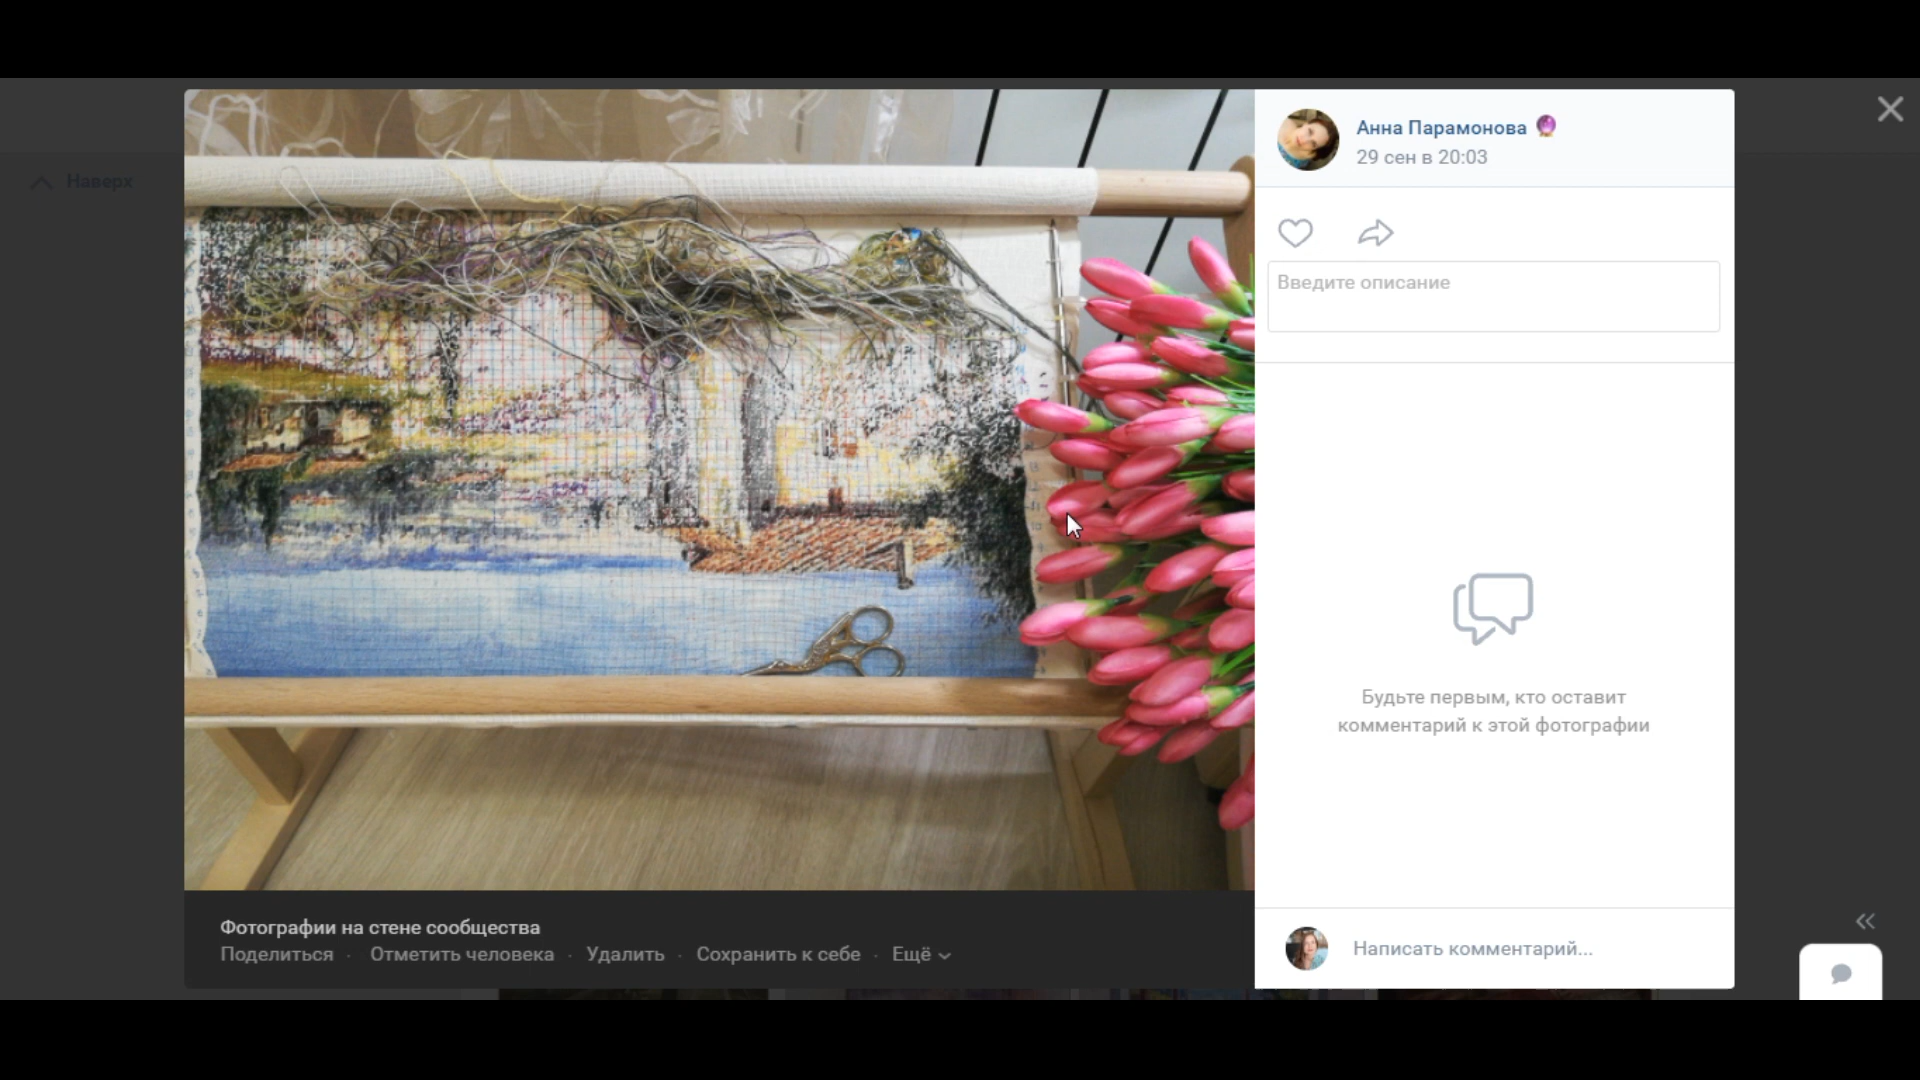 Наверх
Анна Парамонова
29 сен в 20:03
Введите описание
Будьте первым, кто оставит
комментарий к этой фотографии
Фотографии на стене сообщества
Поделиться · Отметить человека · Удалить · Сохранить к себе · Ещё
Написать комментарий...